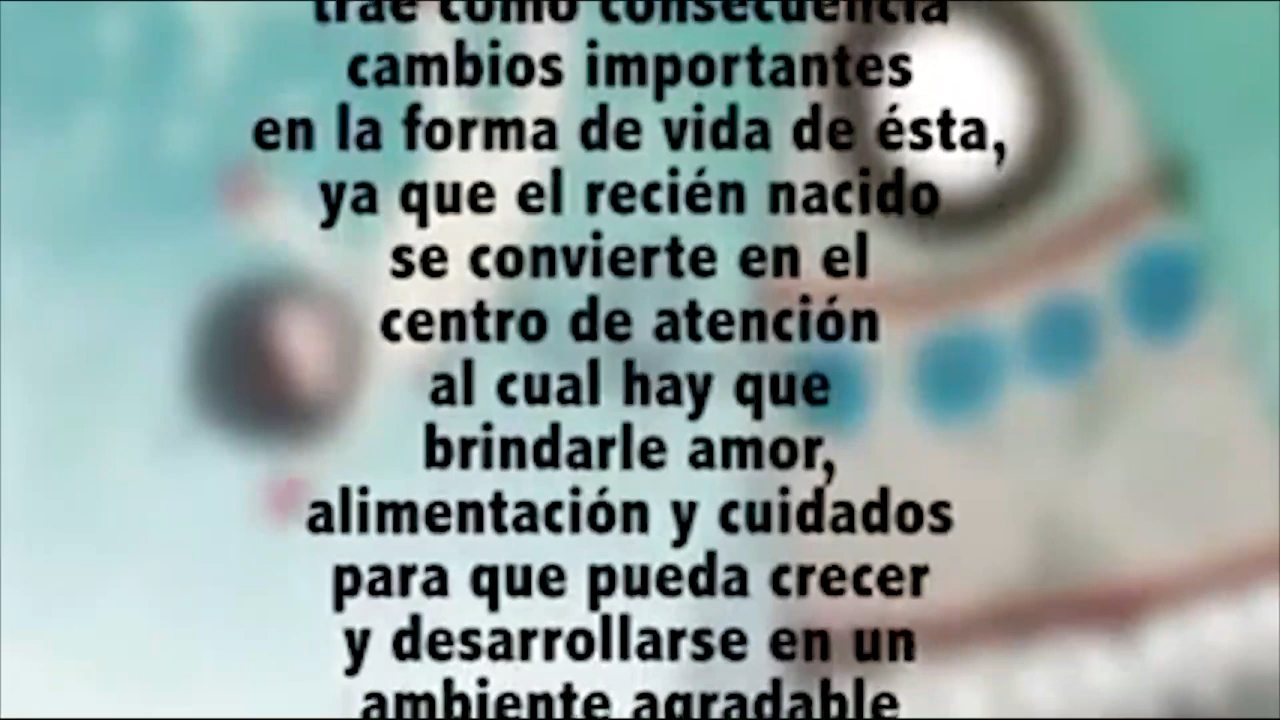 trae como consecuencia
cambios importantes
en la forma de vida de ésta,
ya que el recién nacido
se convierte en el
centro de atención
al cual hay que
brindarle amor,
alimentación y cuidados
para que pueda crecer
y desarrollarse en un
ambiente agradable